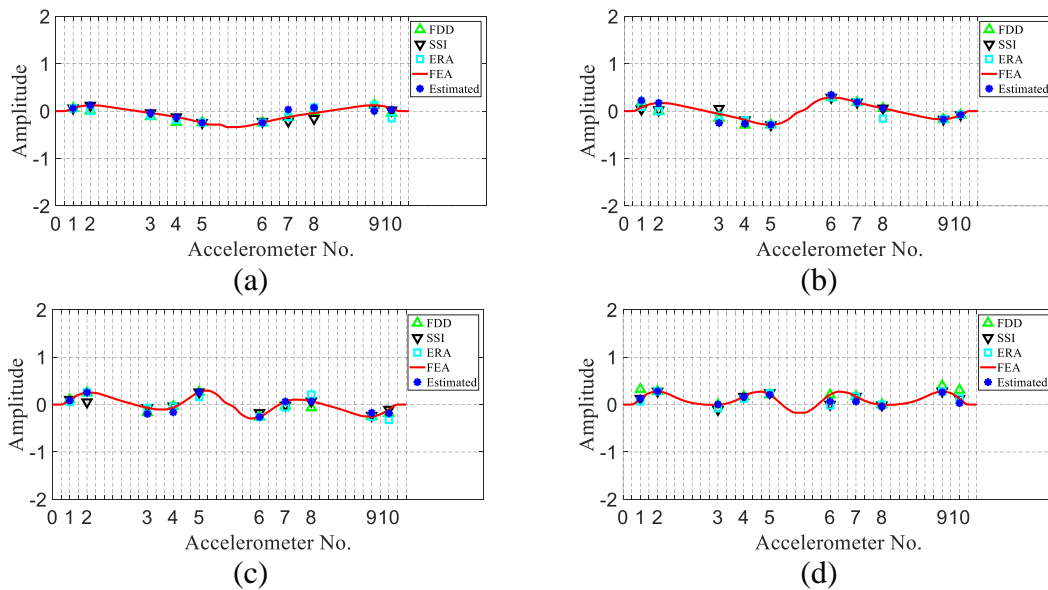 2
1
0
-1
-2
Amplitude
FDD
SSI
ERA
FEA
Estimated
0 1 2 3 4 5 6 7 8 910
Accelerometer No.
(a)
2
1
0
-1
-2
Amplitude
FDD
SSI
ERA
FEA
Estimated
0 1 2 3 4 5 6 7 8 910
Accelerometer No.
(b)
2
1
0
-1
-2
Amplitude
FDD
SSI
ERA
FEA
Estimated
0 1 2 3 4 5 6 7 8 910
Accelerometer No.
(c)
2
1
0
-1
-2
Amplitude
FDD
SSI
ERA
FEA
Estimated
0 1 2 3 4 5 6 7 8 910
Accelerometer No.
(d)